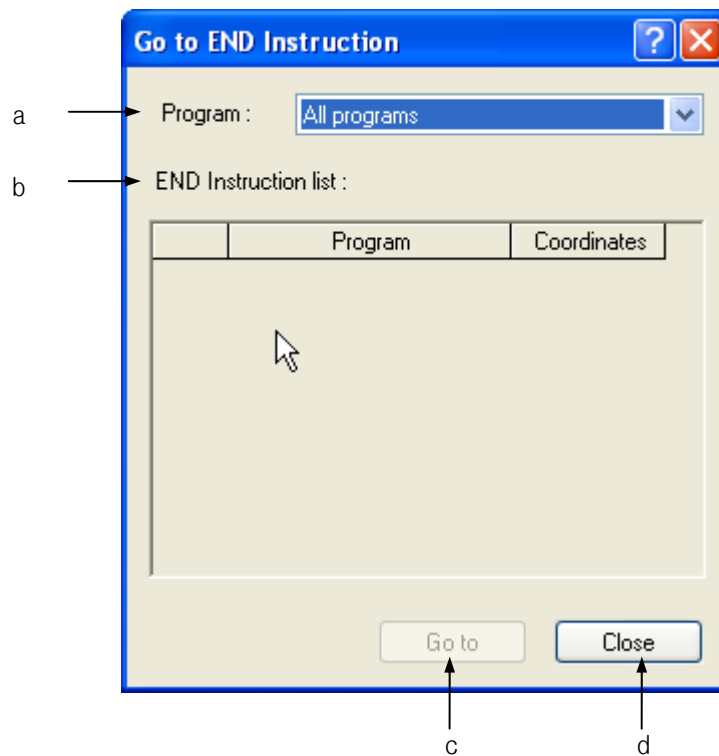 Go to END Instruction
a
Program :
All programs
b
END Instruction list :
Program Coordinates
Go to Close
c d